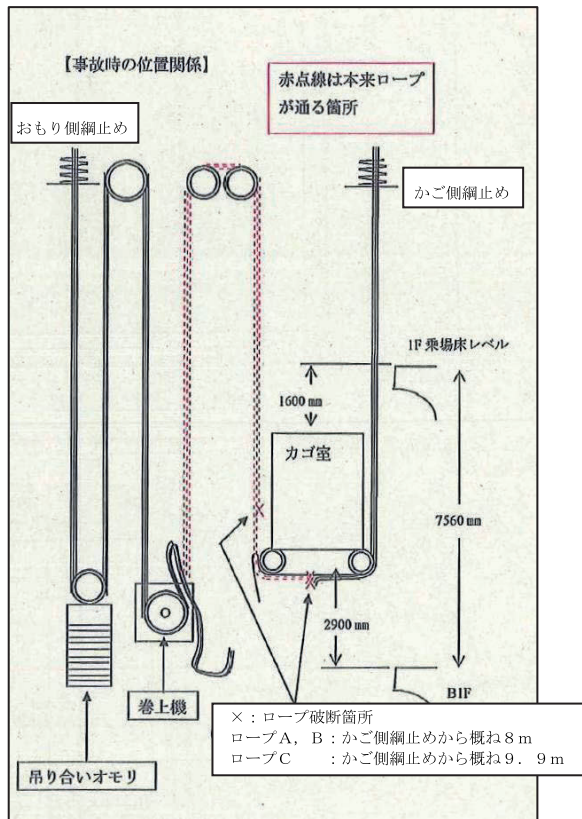 【事故時の位置関係】
赤点線は本来ロープ
が通る箇所
おもり側綱止め
かご側綱止め
1F 乗場床レベル
1600 ㎜
カゴ室
7560 ㎜
2900 ㎜
B1F
巻上機
吊り合いオモリ
×:ロープ破断箇所
ロープA,B:かご側綱止めから概ね8m
ロープC　　:かご側綱止めから概ね9.9m